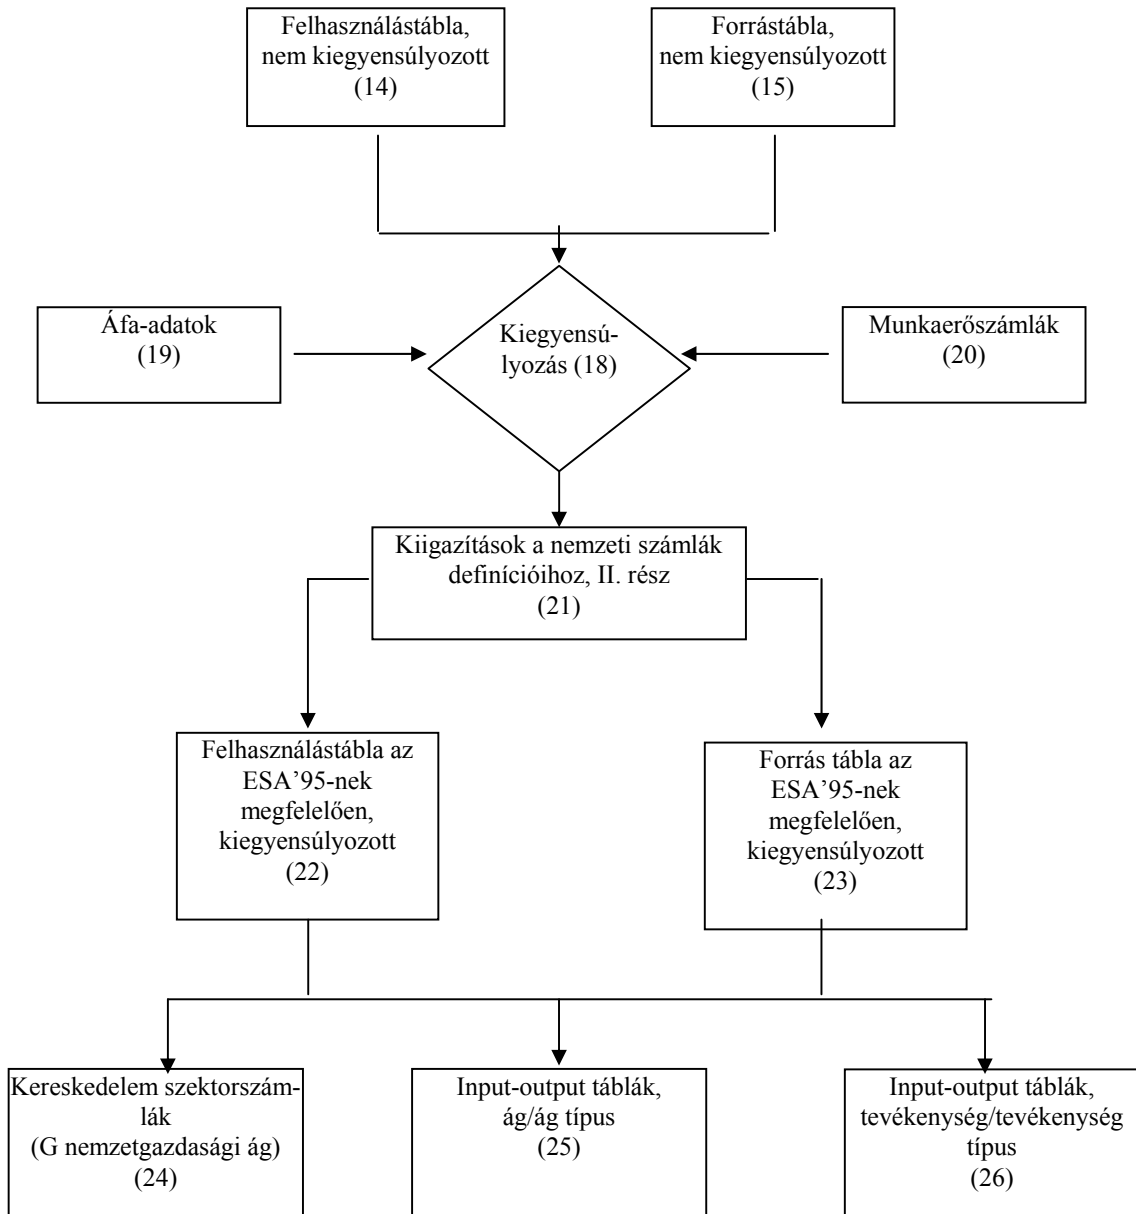 Felhasználástábla,
nem kiegyensúlyozott
(14)
Forrástábla,
nem kiegyensúlyozott
(15)
Áfa-adatok
(19)
Kiegyensú-
lyozás (18)
Munkaerőszámlák
(20)
Kiigazítások a nemzeti számlák
definícióihoz, II. rész
(21)
Felhasználástábla az
ESA’95-nek
megfelelően,
kiegyensúlyozott
(22)
Forrás tábla az
ESA’95-nek
megfelelően,
kiegyensúlyozott
(23)
Kereskedelem szektorszám-
lák
(G nemzetgazdasági ág)
(24)
Input-output táblák,
ág/ág típus
(25)
Input-output táblák,
tevékenység/tevékenység
típus
(26)